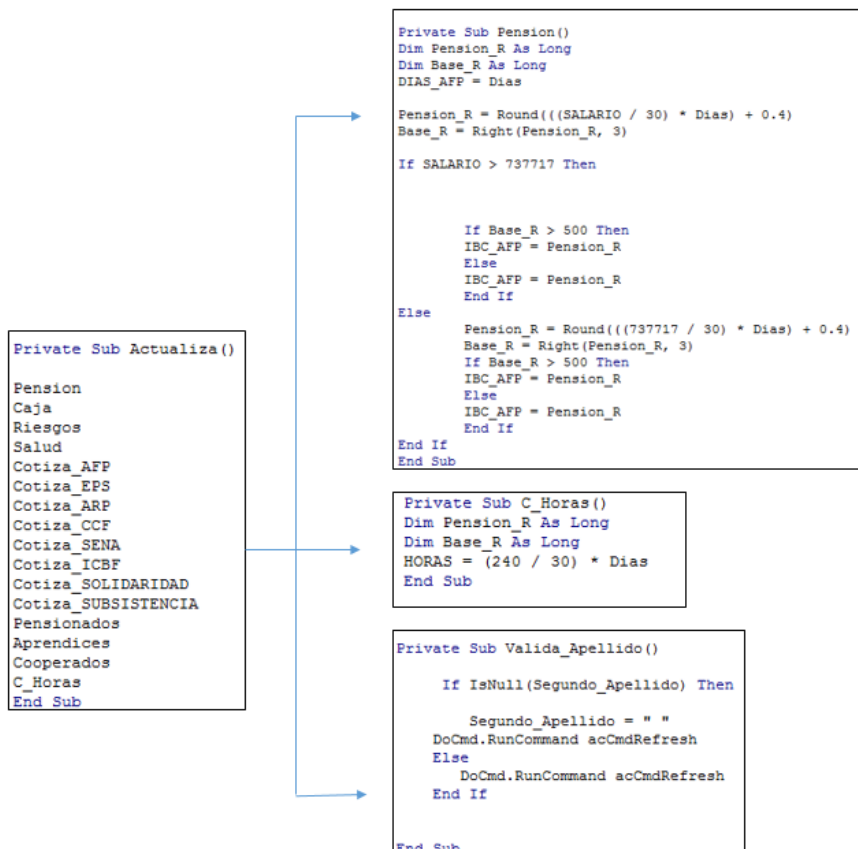 Private Sub Actualiza()
Pension
Caja
Riesgos
Salud
Cotiza_AFP
Cotiza_EPS
Cotiza_ARP
Cotiza_CCF
Cotiza_SENA
Cotiza_ICBF
Cotiza_SOLIDARIDAD
Cotiza_SUBSISTENCIA
Pensionados
Aprendices
Cooperados
C_Horas
End Sub
Private Sub Pension()
Dim Pension_R As Long
Dim Base_R As Long
DIAS_AFP = Dias
Pension_R = Round(((SALARIO / 30) * Dias) + 0.4)
Base_R = Right(Pension_R, 3)
If SALARIO > 737717 Then
If Base_R > 500 Then
IBC_AFP = Pension_R
Else
IBC_AFP = Pension_R
End If
Else
Pension_R = Round(((737717 / 30) * Dias) + 0.4)
Base_R = Right(Pension_R, 3)
If Base_R > 500 Then
IBC_AFP = Pension_R
Else
IBC_AFP = Pension_R
End If
End If
End Sub
Private Sub C_Horas()
Dim Pension_R As Long
Dim Base_R As Long
HORAS = (240 / 30) * Dias
End Sub
Private Sub Valida_Apellido()
If IsNull(Segundo_Apellido) Then
Segundo_Apellido = " "
DoCmd.RunCommand acCmdRefresh
Else
DoCmd.RunCommand acCmdRefresh
End If
End Sub